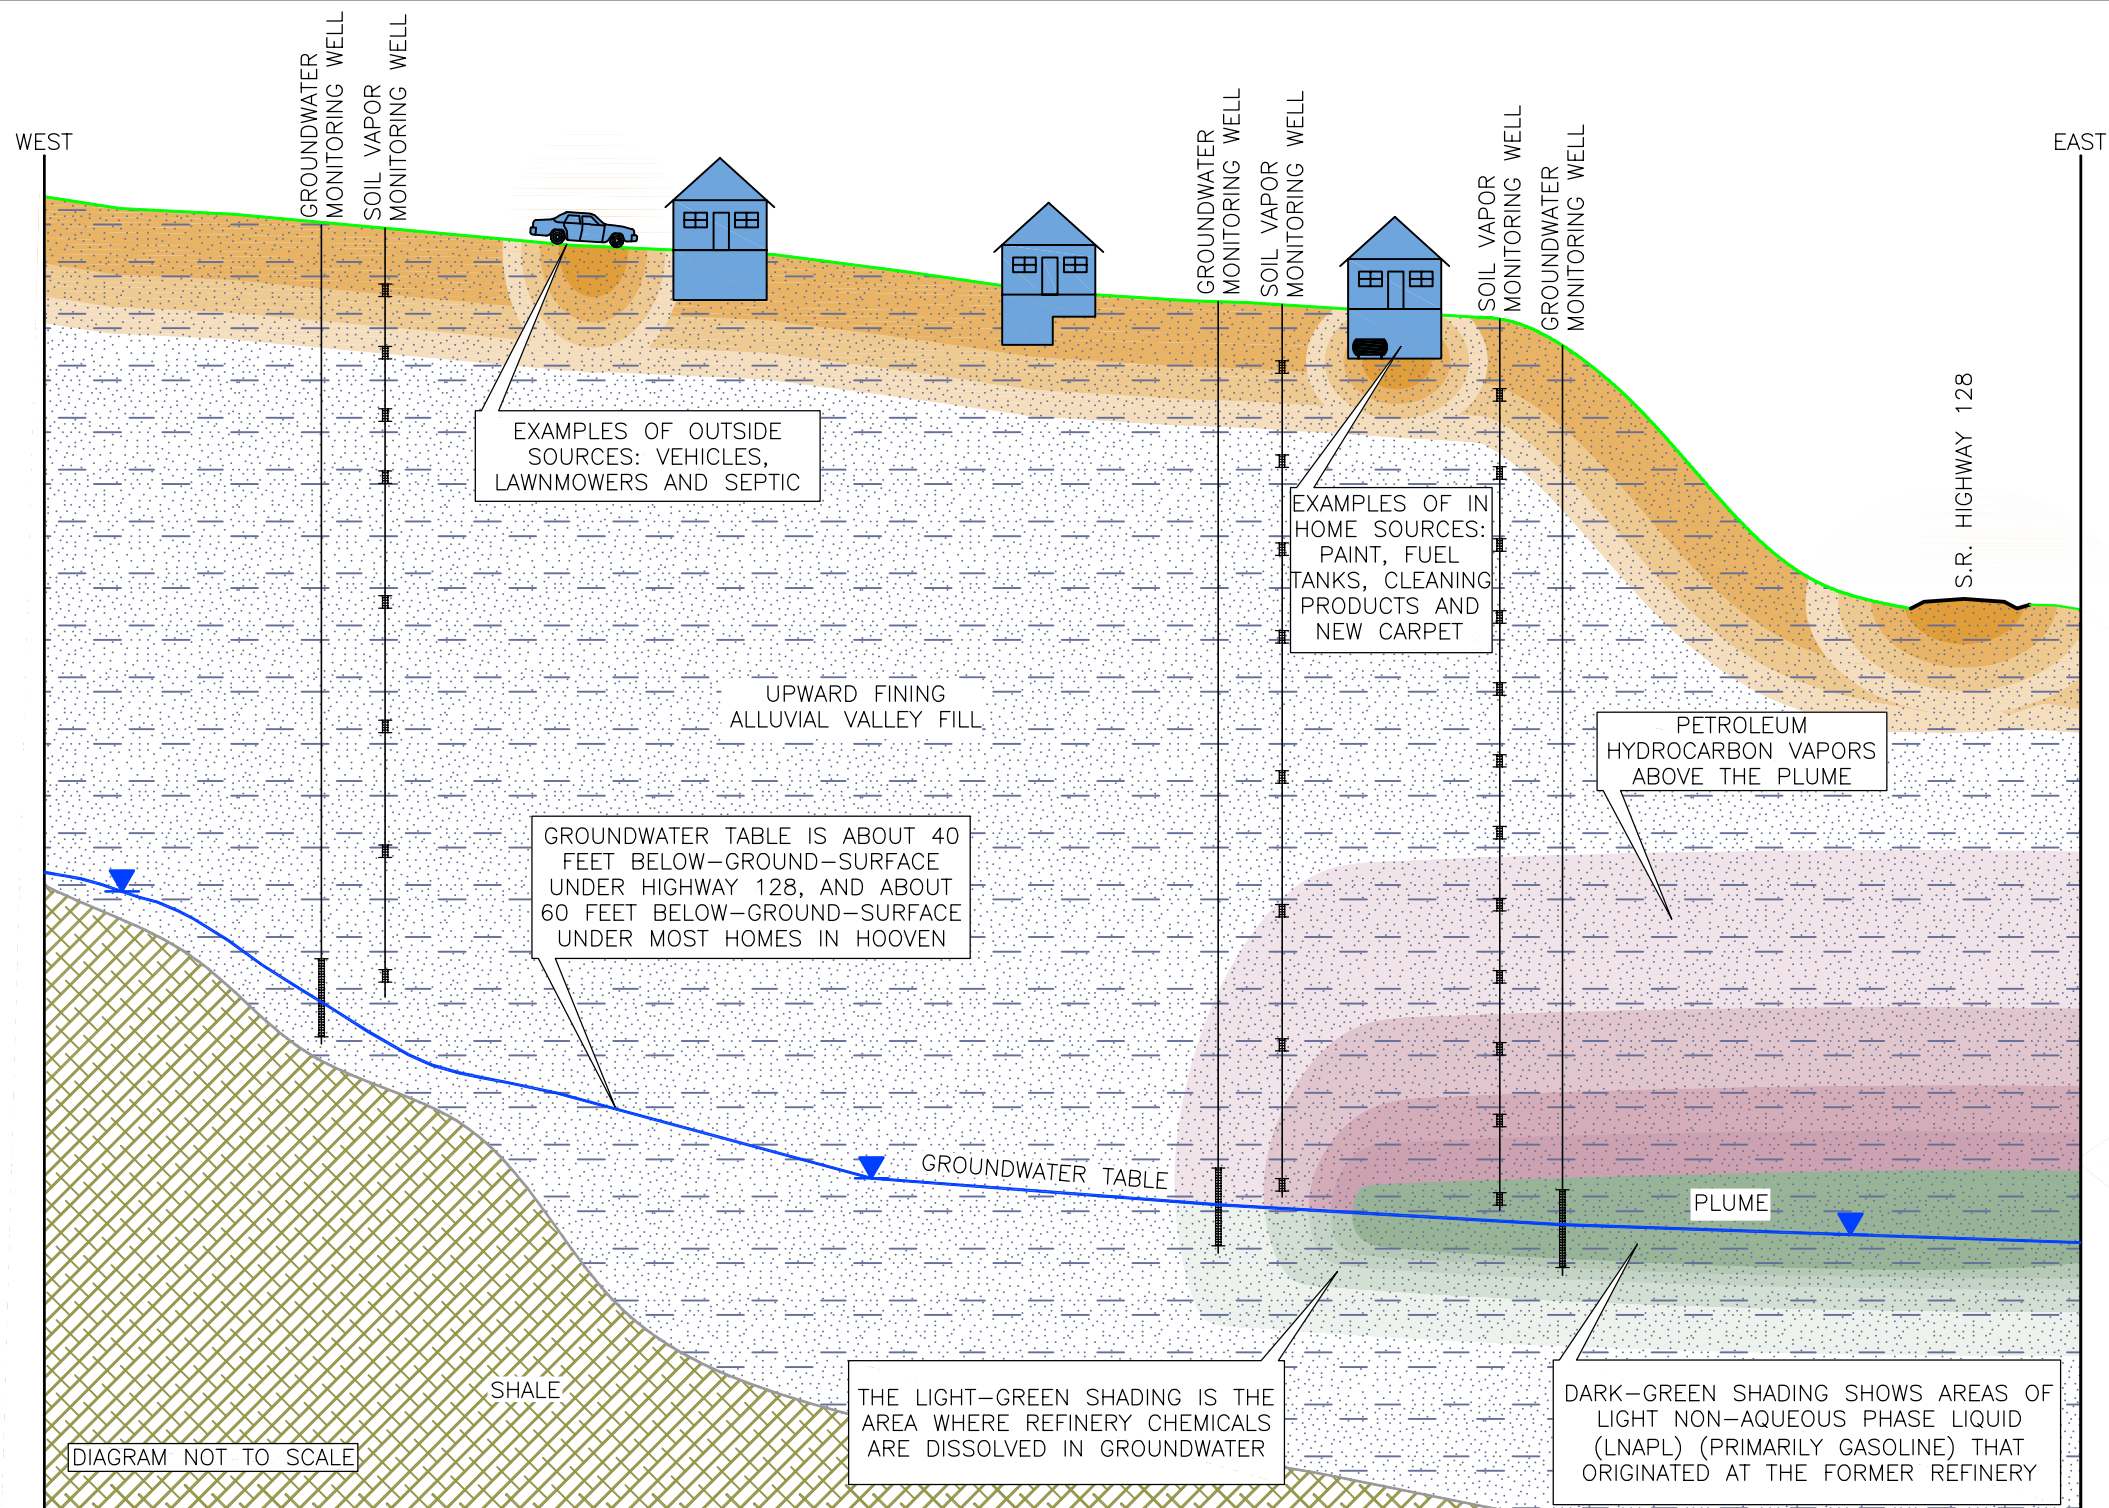 WEST
GROUNDWATER
MONITORING WELL
SOIL VAPOR
MONITORING WELL
GROUNDWATER
MONITORING WELL
SOIL VAPOR
MONITORING WELL
SOIL VAPOR
MONITORING WELL
GROUNDWATER
MONITORING WELL
EAST
S.R. HIGHWAY 128
EXAMPLES OF OUTSIDE
SOURCES: VEHICLES,
LAWNMOWERS AND SEPTIC
EXAMPLES OF IN
HOME SOURCES:
PAINT, FUEL
TANKS, CLEANING
PRODUCTS AND
NEW CARPET
UPWARD FINING
ALLUVIAL VALLEY FILL
PETROLEUM
HYDROCARBON VAPORS
ABOVE THE PLUME
GROUNDWATER TABLE IS ABOUT 40
FEET BELOW-GROUND-SURFACE
UNDER HIGHWAY 128, AND ABOUT
60 FEET BELOW-GROUND-SURFACE
UNDER MOST HOMES IN HOOVEN
GROUNDWATER TABLE
PLUME
SHALE
THE LIGHT-GREEN SHADING IS THE
AREA WHERE REFINERY CHEMICALS
ARE DISSOLVED IN GROUNDWATER
DARK-GREEN SHADING SHOWS AREAS OF
LIGHT NON-AQUEOUS PHASE LIQUID
(LNAPL) (PRIMARILY GASOLINE) THAT
ORIGINATED AT THE FORMER REFINERY
DIAGRAM NOT TO SCALE